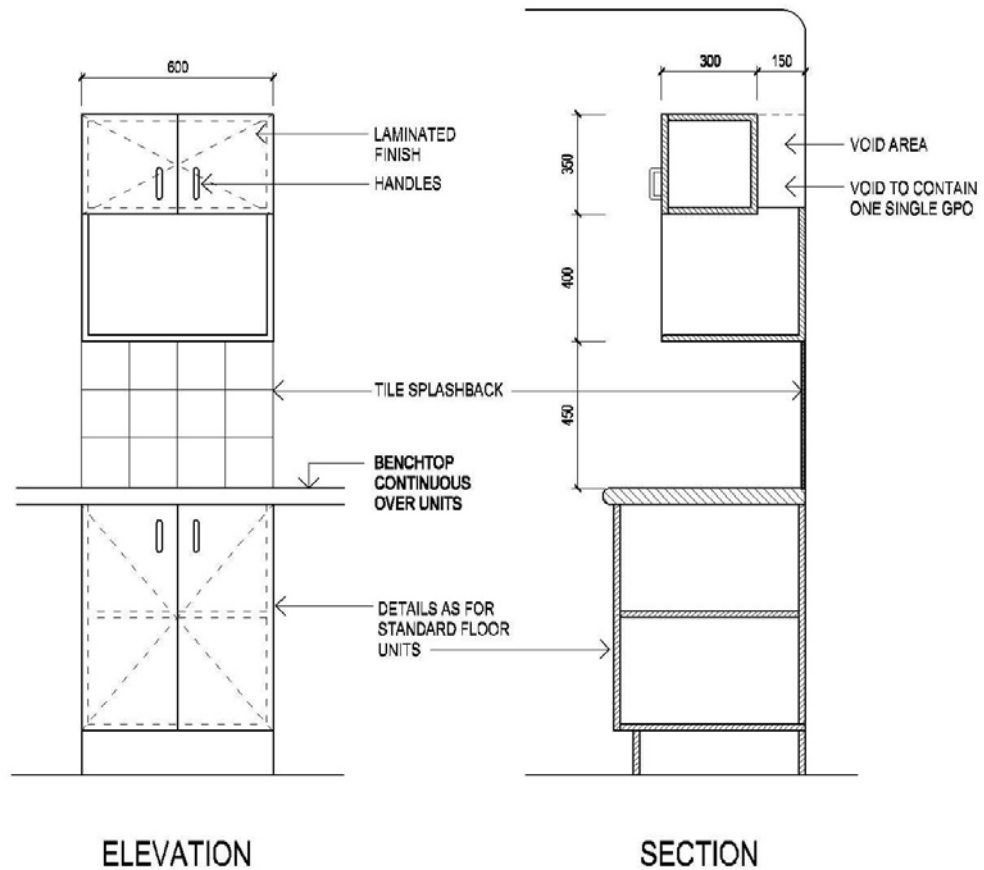 600
300
150
LAMINATED
FINISH
HANDLES
350
VOID AREA
VOID TO CONTAIN
ONE SINGLE GPO
400
TILE SPLASHBACK
450
BENCHTOP
CONTINUOUS
OVER UNITS
DETAILS AS FOR
STANDARD FLOOR
UNITS
ELEVATION
SECTION